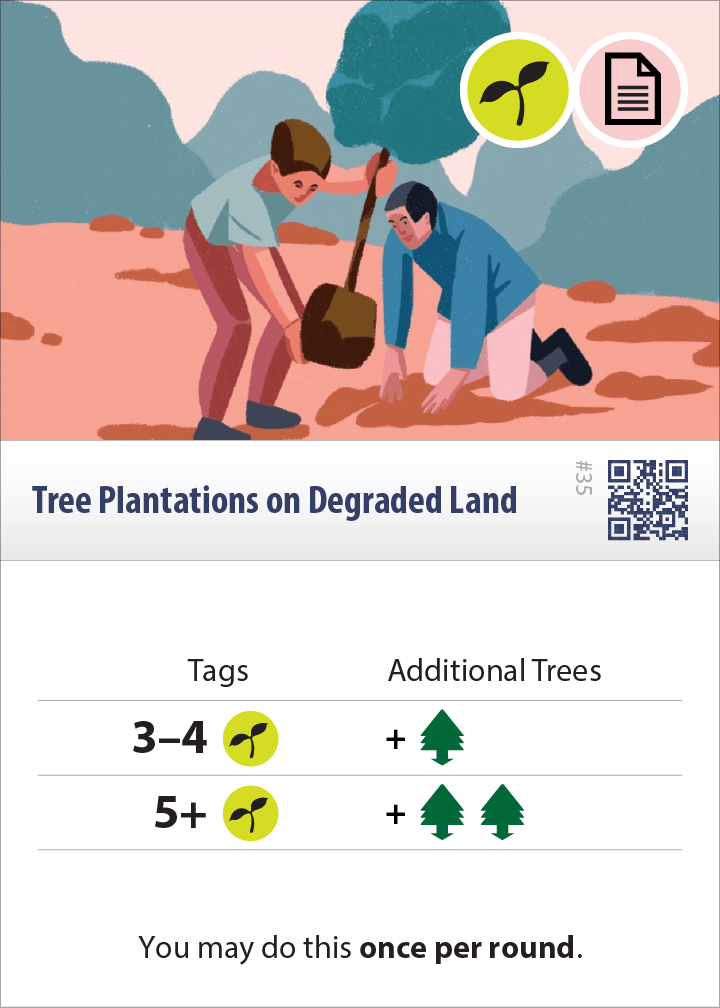 Tree Plantations on Degraded Land
#35
Tags Additional Trees
3–4 +
5+ +
You may do this once per round.